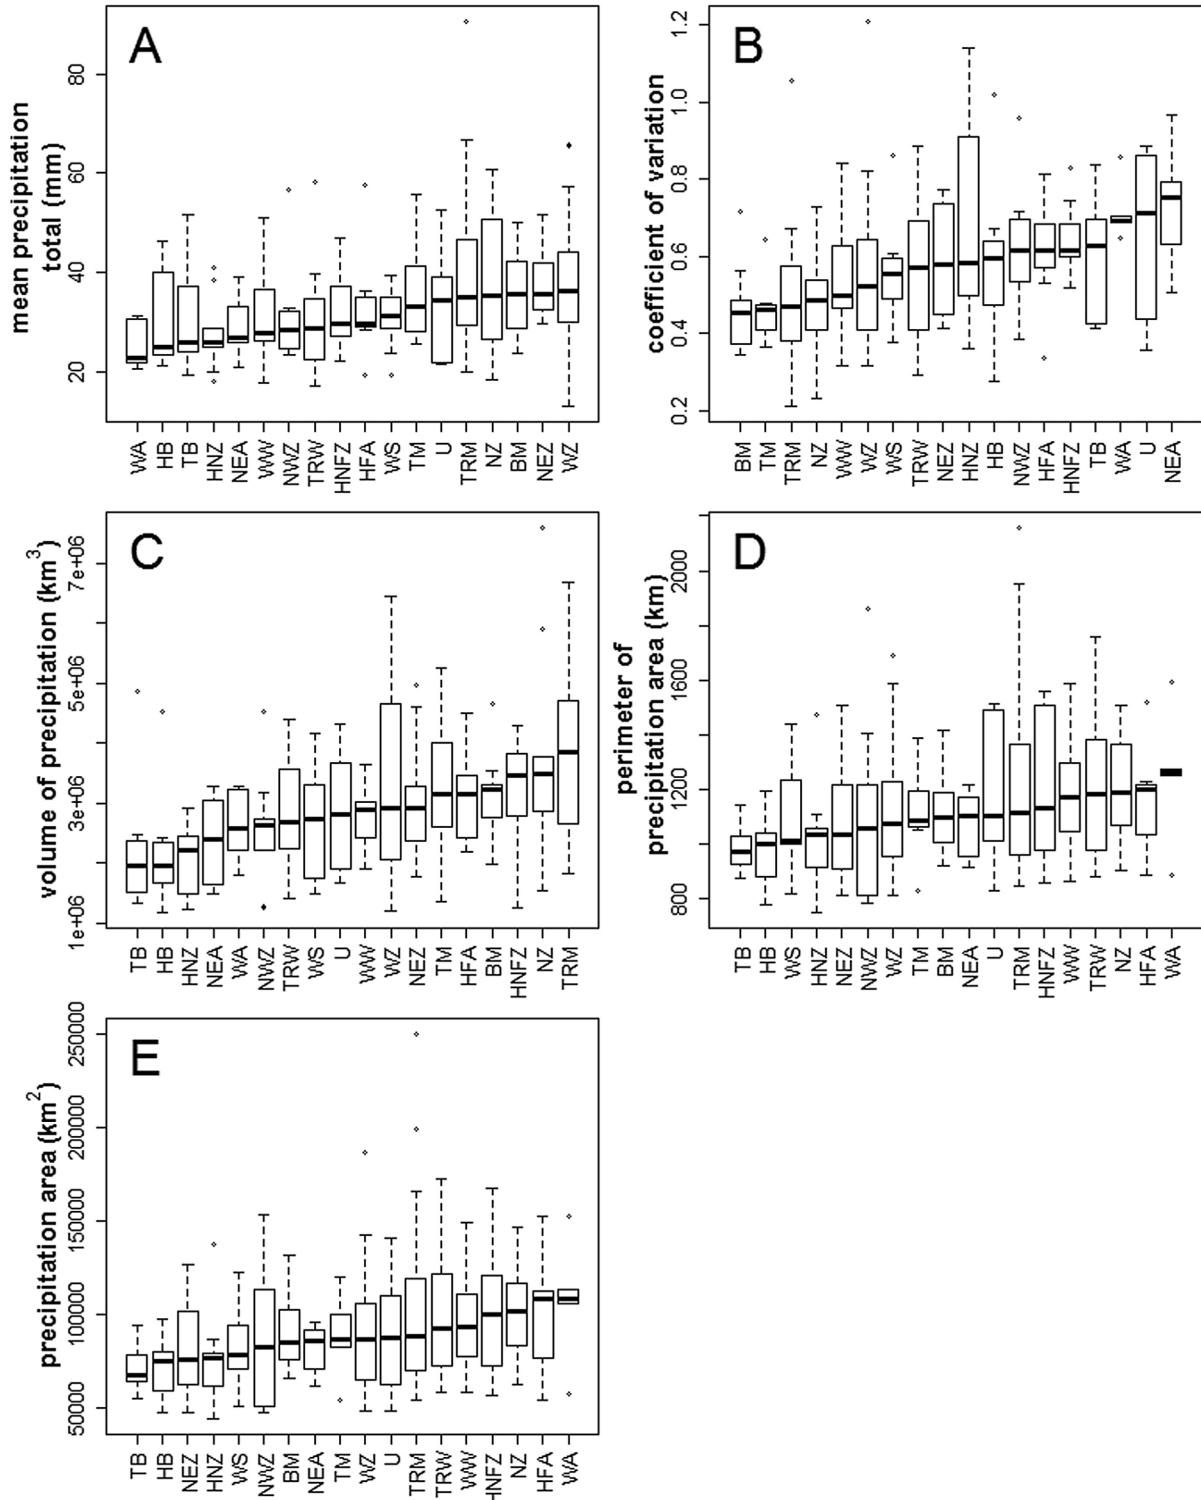 A
mean precipitation
total (mm)
80
60
40
20
WA HB TB HNZ NEA WW NWZ TRW HNFZ HFA WS TM U TRM NZ BM NEZ WZ
B
coefficient of variation
1.2
1.0
0.8
0.6
0.4
0.2
BM TM TRM NZ WW WZ WS TRW NEZ HNZ HB NWZ HFA HNFZ TB WA U NEA
C
volume of precipitation (km³)
7e+06
5e+06
3e+06
1e+06
TB HB HNZ NEA WA NWZ TRW WS U WW WZ NEZ TM HFA BM HNFZ NZ TRM
D
perimeter of
precipitation area (km)
2000
1600
1200
800
TB HB WS HNZ NEZ NWZ WZ TM BM NEA U TRM HNFZ WW TRW NZ HFA WA
E
precipitation area (km²)
250000
200000
150000
100000
50000
TB HB NEZ HNZ WS NWZ BM NEA TM WZ U TRM TRW WW HNFZ NZ HFA WA